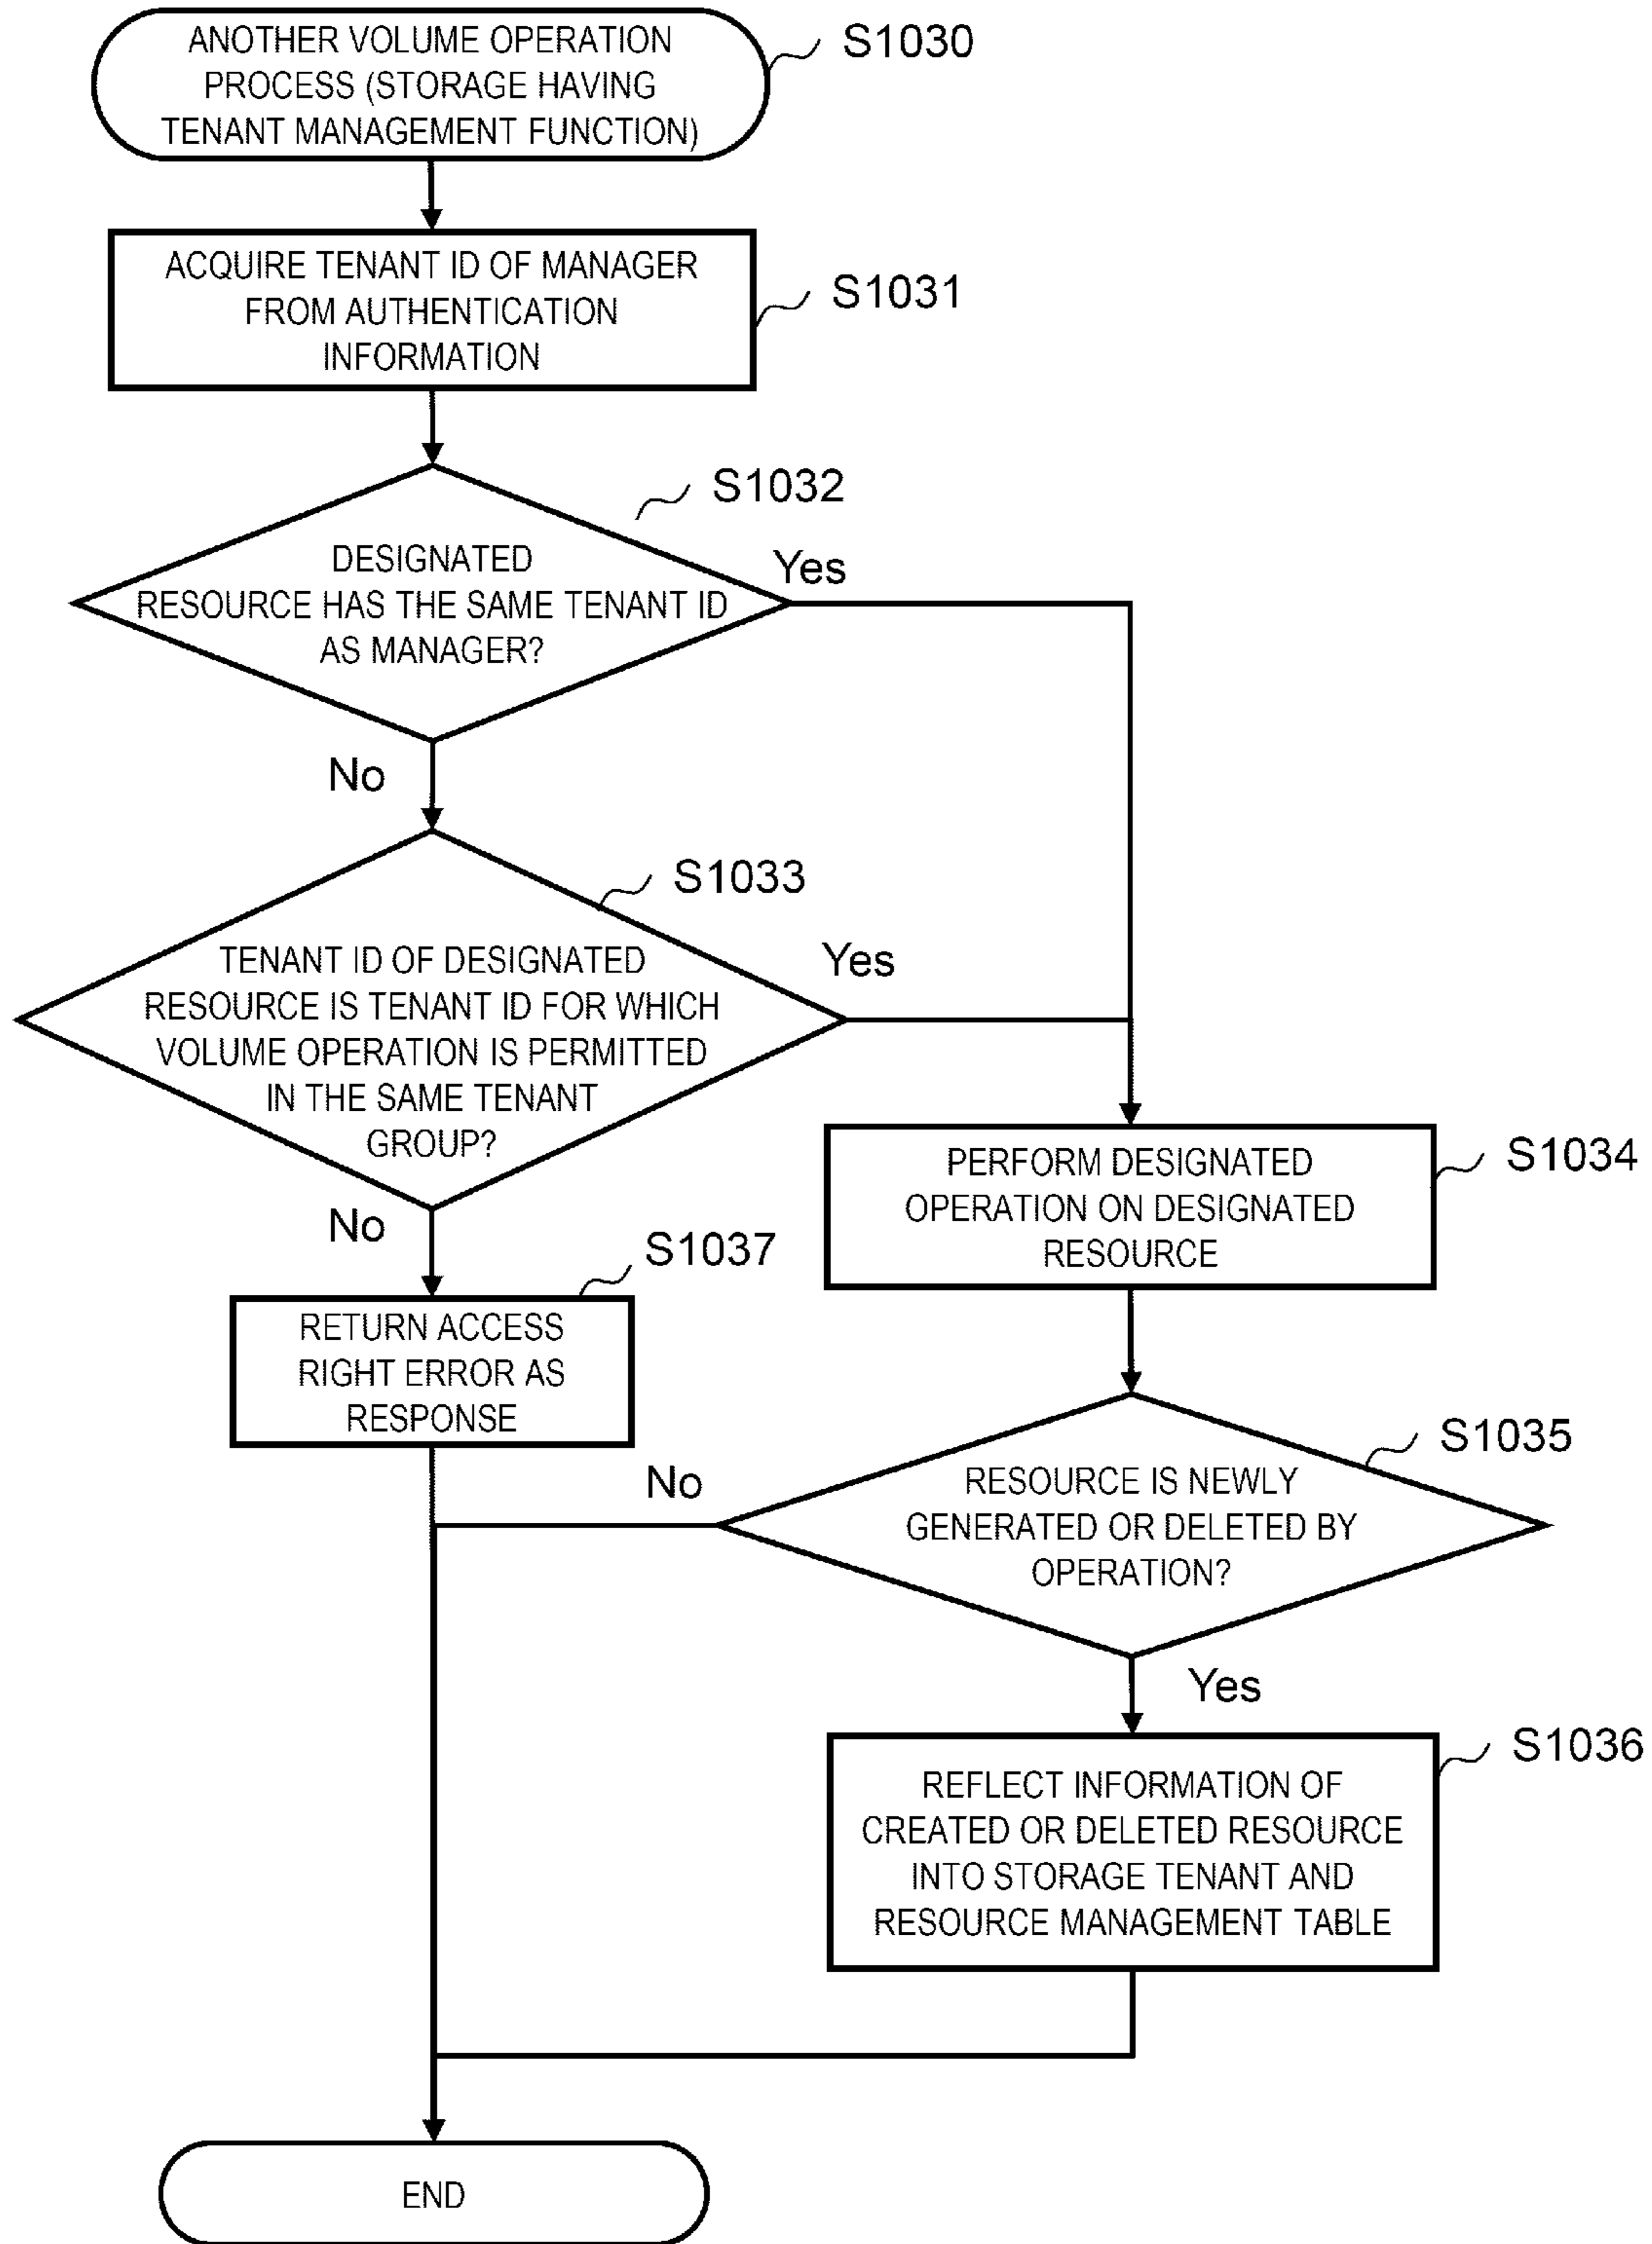 ANOTHER VOLUME OPERATION
PROCESS (STORAGE HAVING
TENANT MANAGEMENT FUNCTION)
S1030
ACQUIRE TENANT ID OF MANAGER
FROM AUTHENTICATION
INFORMATION
S1031
S1032
DESIGNATED
RESOURCE HAS THE SAME TENANT ID
AS MANAGER?
Yes
No
S1033
TENANT ID OF DESIGNATED
RESOURCE IS TENANT ID FOR WHICH
VOLUME OPERATION IS PERMITTED
IN THE SAME TENANT
GROUP?
Yes
No
S1037
RETURN ACCESS
RIGHT ERROR AS
RESPONSE
PERFORM DESIGNATED
OPERATION ON DESIGNATED
RESOURCE
S1034
S1035
RESOURCE IS NEWLY
GENERATED OR DELETED BY
OPERATION?
No
Yes
S1036
REFLECT INFORMATION OF
CREATED OR DELETED RESOURCE
INTO STORAGE TENANT AND
RESOURCE MANAGEMENT TABLE
END